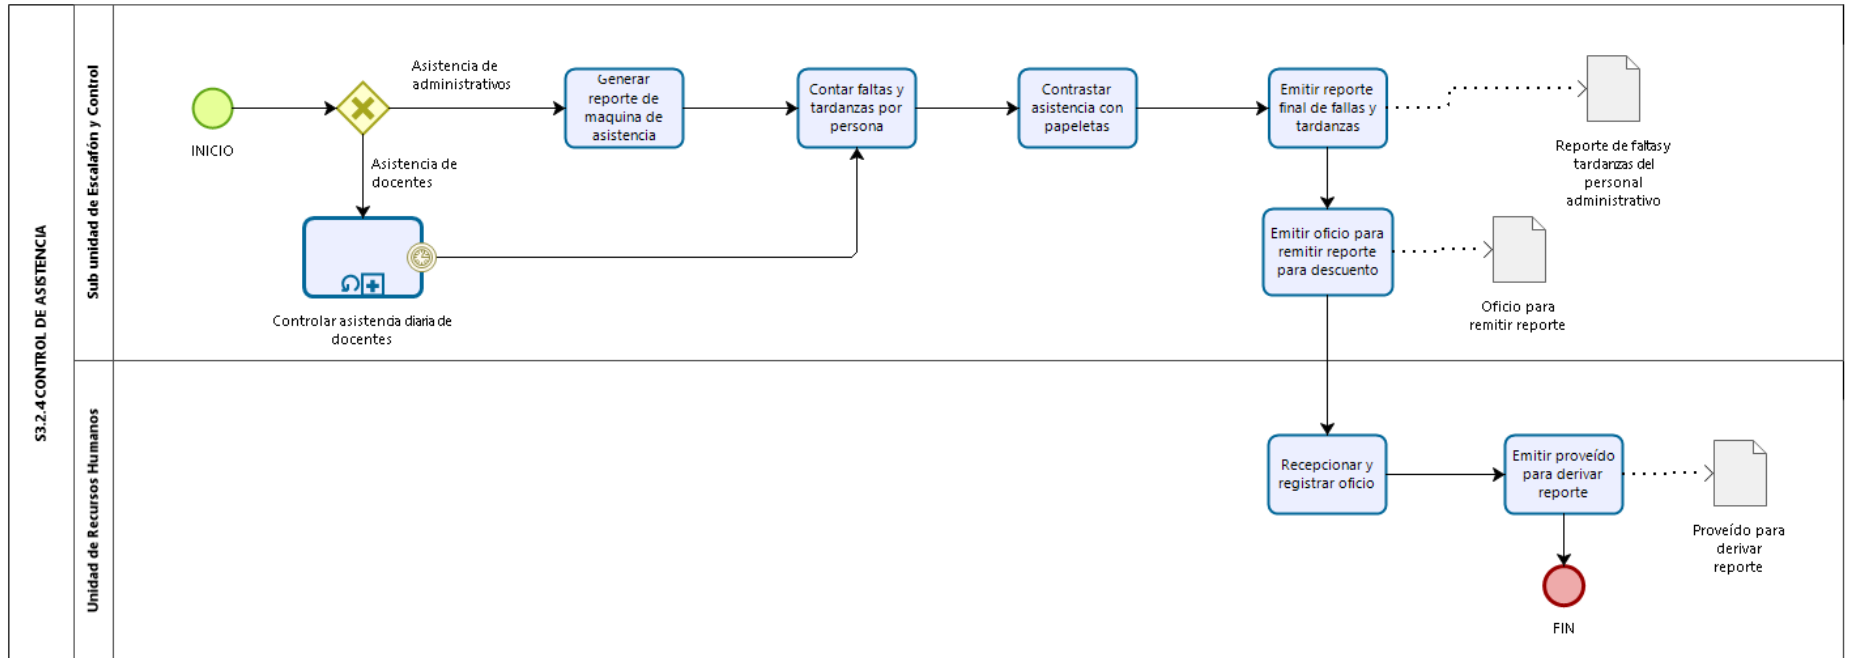 S3.2.4 CONTROL DE ASISTENCIA
Sub unidad de Escalafón y Control
INICIO
Asistencia de
administrativos
Asistencia de
docentes
Generar
reporte de
maquina de
asistencia
Contar faltas y
tardanzas por
persona
Contrastar
asistencia con
papeletas
Emitir reporte
final de fallas y
tardanzas
Reporte de faltas y
tardanzas del
personal
administrativo
Controlar asistencia diaria de
docentes
Emitir oficio para
remitir reporte
para descuento
Oficio para
remitir reporte
Unidad de Recursos Humanos
Recepcionar y
registrar oficio
Emitir proveído
para derivar
reporte
Proveído para
derivar
reporte
FIN